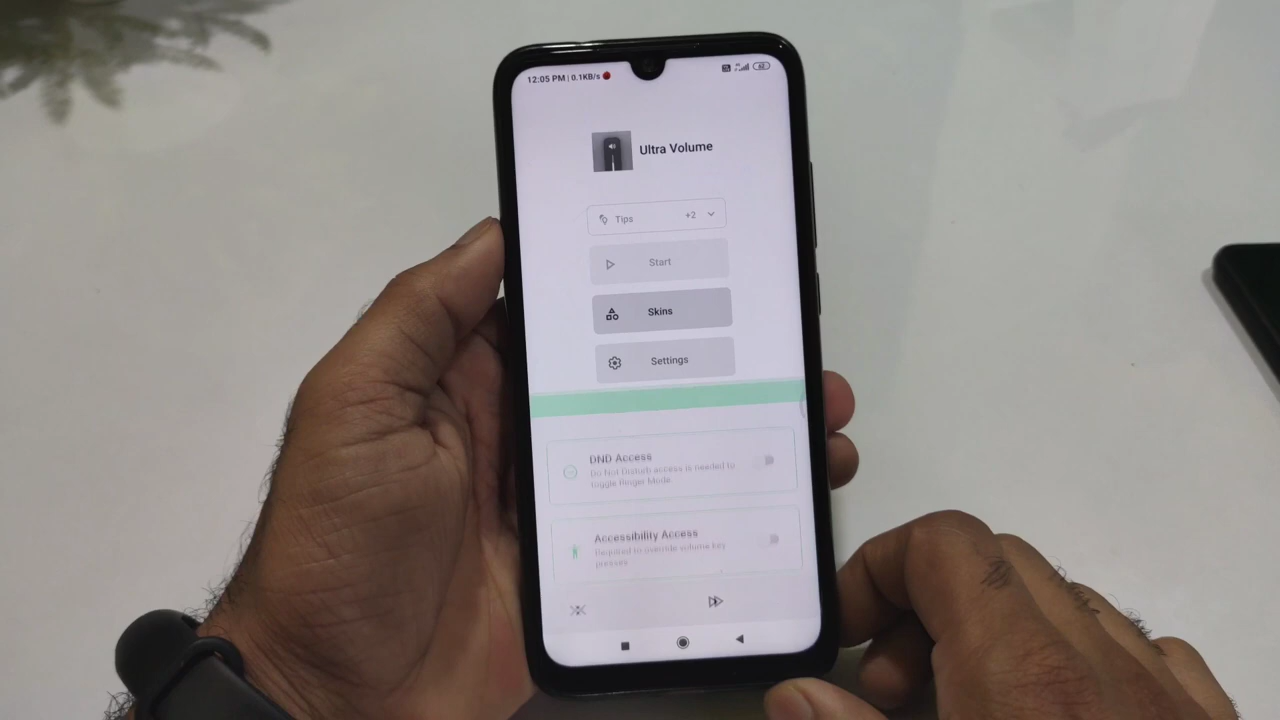 12:05 PM | 0.1KB/s
62
Ultra Volume
Tips +2
Start
Skins
Settings
DND Access
Do Not Disturb access is needed to
toggle Ringer Mode.
Accessibility Access
Required to override volume key
presses